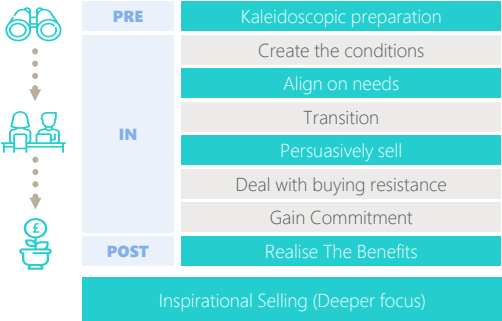 PRE
Kaleidoscopic preparation
Create the conditions
Align on needs
Transition
IN
Persuasively sell
Deal with buying resistance
Gain Commitment
£
POST
Realise The Benefits
Inspirational Selling (Deeper focus)